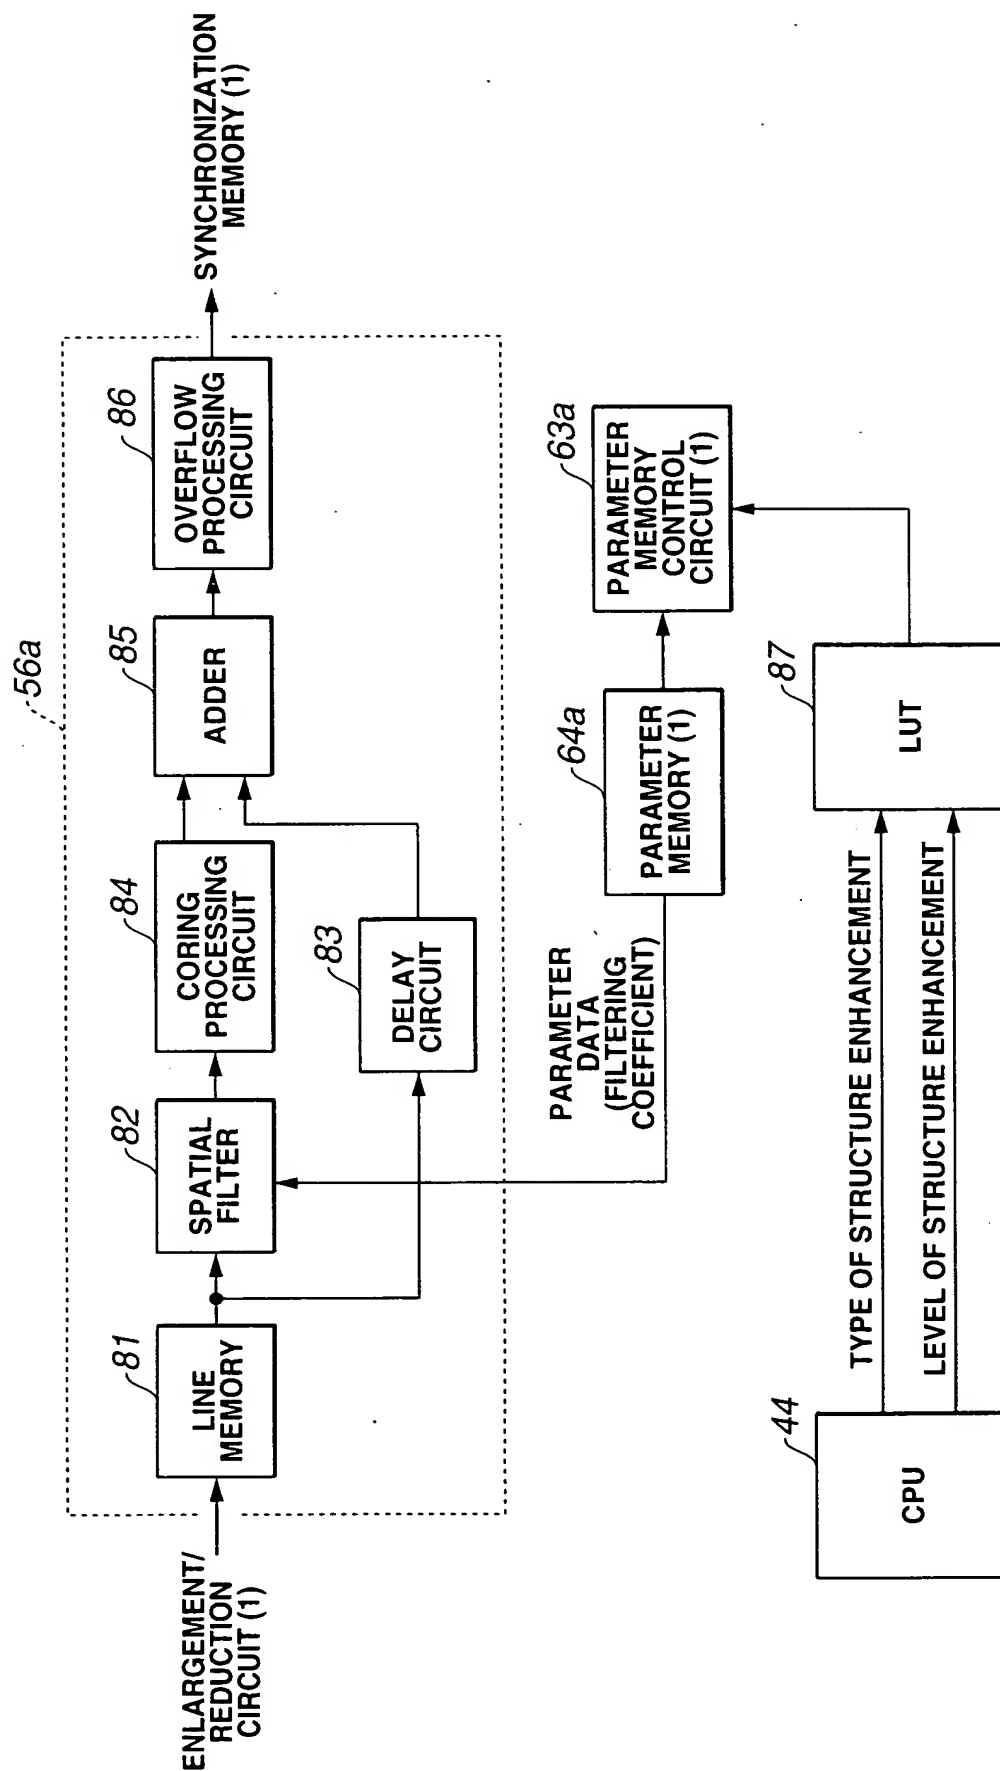 56a
ENLARGEMENT/
REDUCTION
CIRCUIT (1)
81
LINE
MEMORY
82
SPATIAL
FILTER
84
CORING
PROCESSING
CIRCUIT
83
DELAY
CIRCUIT
85
ADDER
86
OVERFLOW
PROCESSING
CIRCUIT
SYNCHRONIZATION
MEMORY (1)
PARAMETER
DATA
(FILTERING
COEFFICIENT)
64a
PARAMETER
MEMORY (1)
63a
PARAMETER
MEMORY
CONTROL
CIRCUIT (1)
44
CPU
TYPE OF STRUCTURE ENHANCEMENT
LEVEL OF STRUCTURE ENHANCEMENT
87
LUT